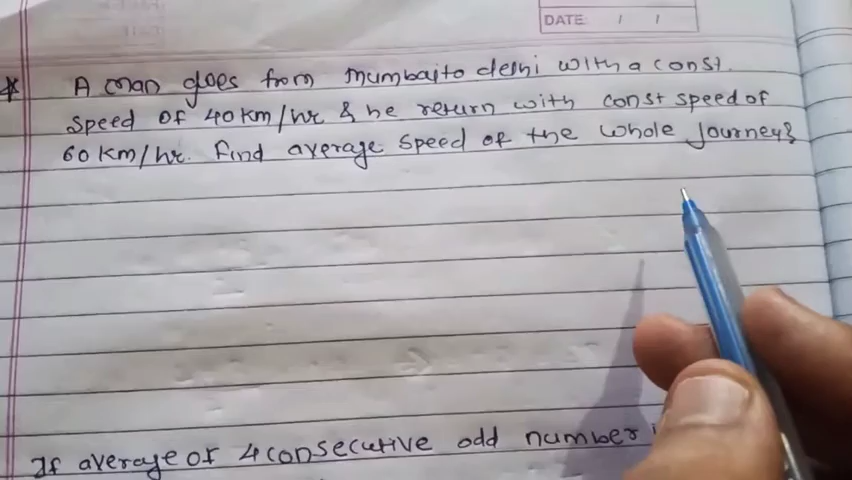 DATE: / /
* A man goes from Mumbai to delhi with a const.
speed of 40 km/hr & he return with const speed of
60 km/hr. Find average speed of the whole journey?
If average of 4 consecutive odd number